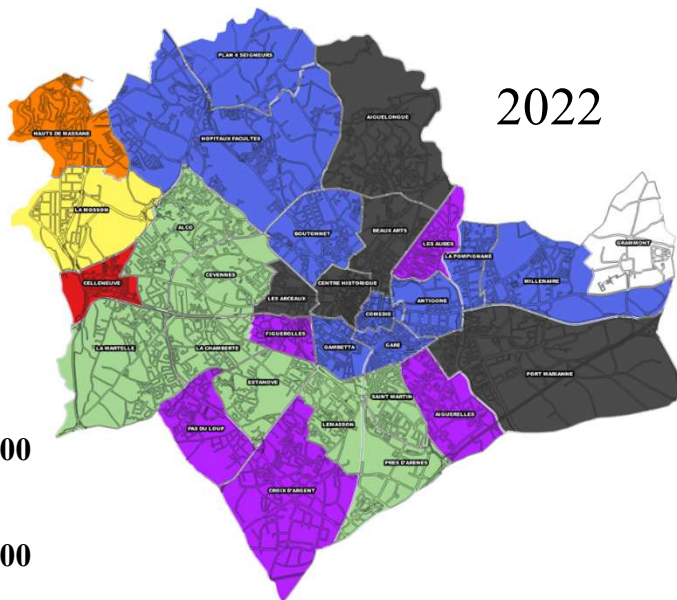 PLAN 4 SEIGNEURS
2022
AIGUELONGUE
HAUTS DE MASSANE
HOPITAUX FACULTES
LA MOSSON
ALCO
BOUTONNET
BEAUX ARTS
LES AUBES
GRAMMONT
LA POMPIGNANE
CEVENNES
CELLENEUVE
CENTRE HISTORIQUE
MILLENAIRE
LES ARCEAUX
ANTIGONE
COMEDIE
FIGUEROLLES
LA MARTELLE
LA CHAMBERTE
GAMBETTA
GARE
PORT MARIANNE
ESTANOVE
SAINT MARTIN
AIGUERELLES
PAS DU LOUP
LEMASSON
00
PRES D'ARENES
CROIX D'ARGENT
00